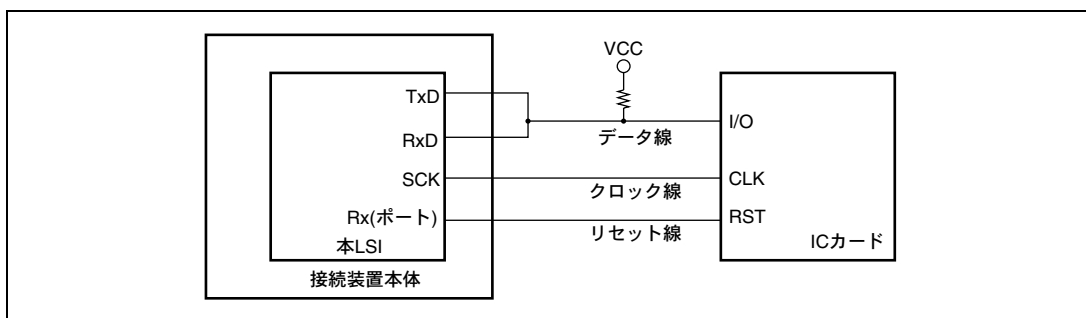 VCC
TxD
RxD
I/O
データ線
SCK
CLK
クロック線
Rx(ポート)
RST
リセット線
本LSI
ICカード
接続装置本体